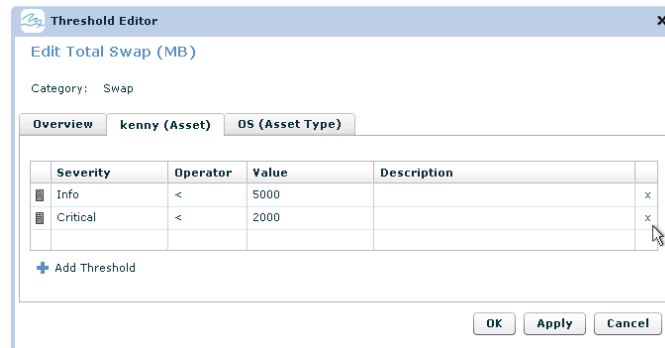 Threshold Editor x
Edit Total Swap (MB)
Category: Swap
Overview kenny (Asset) OS (Asset Type)
Severity Operator Value Description
Info < 5000 x
Critical < 2000 x
Add Threshold
OK Apply Cancel